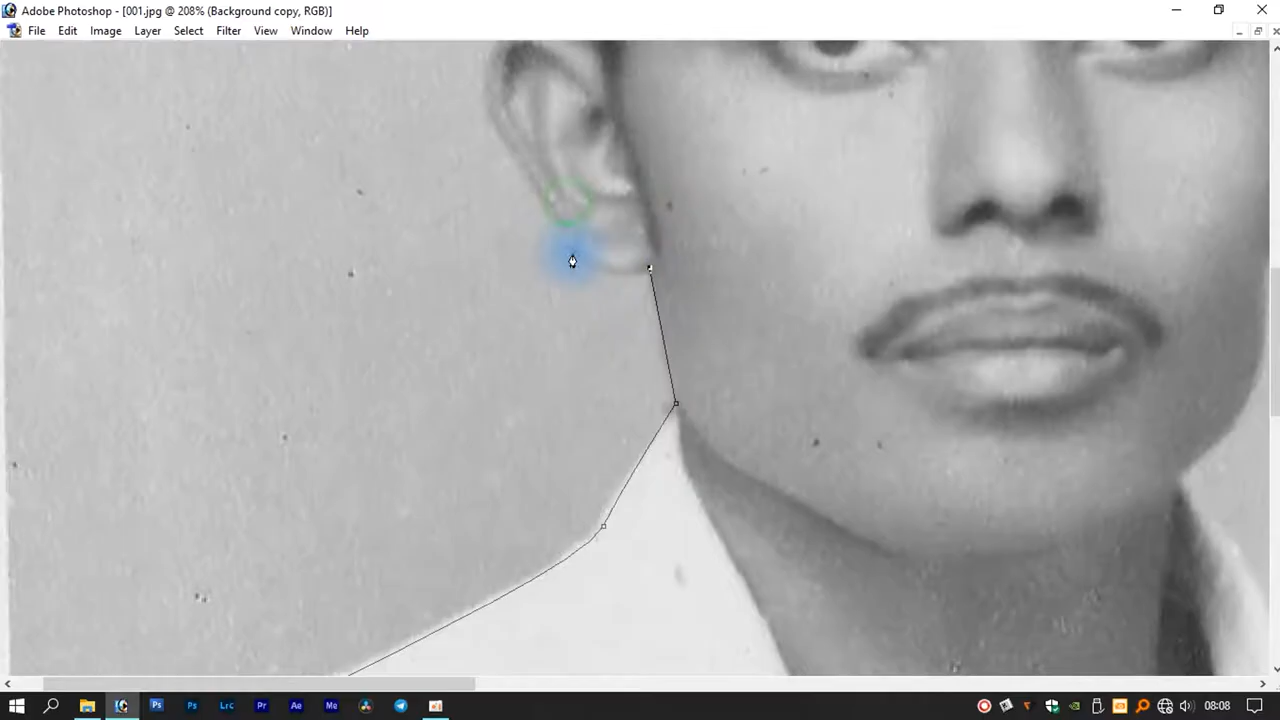 Adobe Photoshop - [001.jpg @ 208% (Background copy, RGB)]
File Edit Image Layer Select Filter View Window Help
Ps Ps Lrc Pr Ae Me 08:08